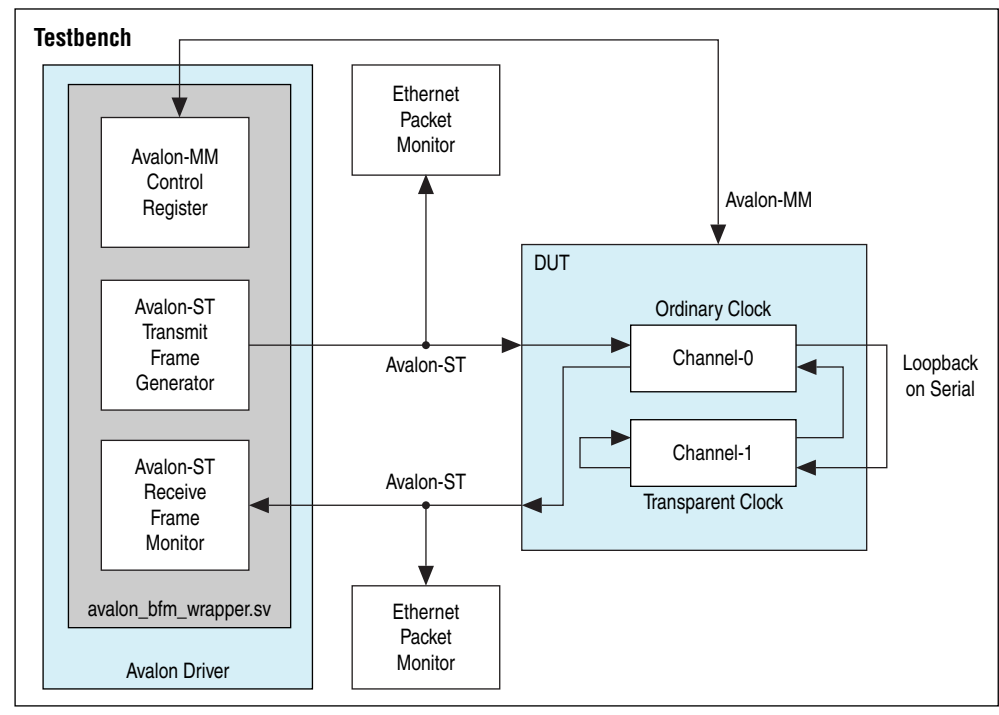 Testbench
Avalon-MM
Control
Register
Avalon-ST
Transmit
Frame
Generator
Avalon-ST
Receive
Frame
Monitor
avalon_bfm_wrapper.sv
Avalon Driver
Ethernet
Packet
Monitor
Avalon-ST
Avalon-ST
Ethernet
Packet
Monitor
Avalon-MM
DUT
Ordinary Clock
Channel-0
Channel-1
Transparent Clock
Loopback
on Serial